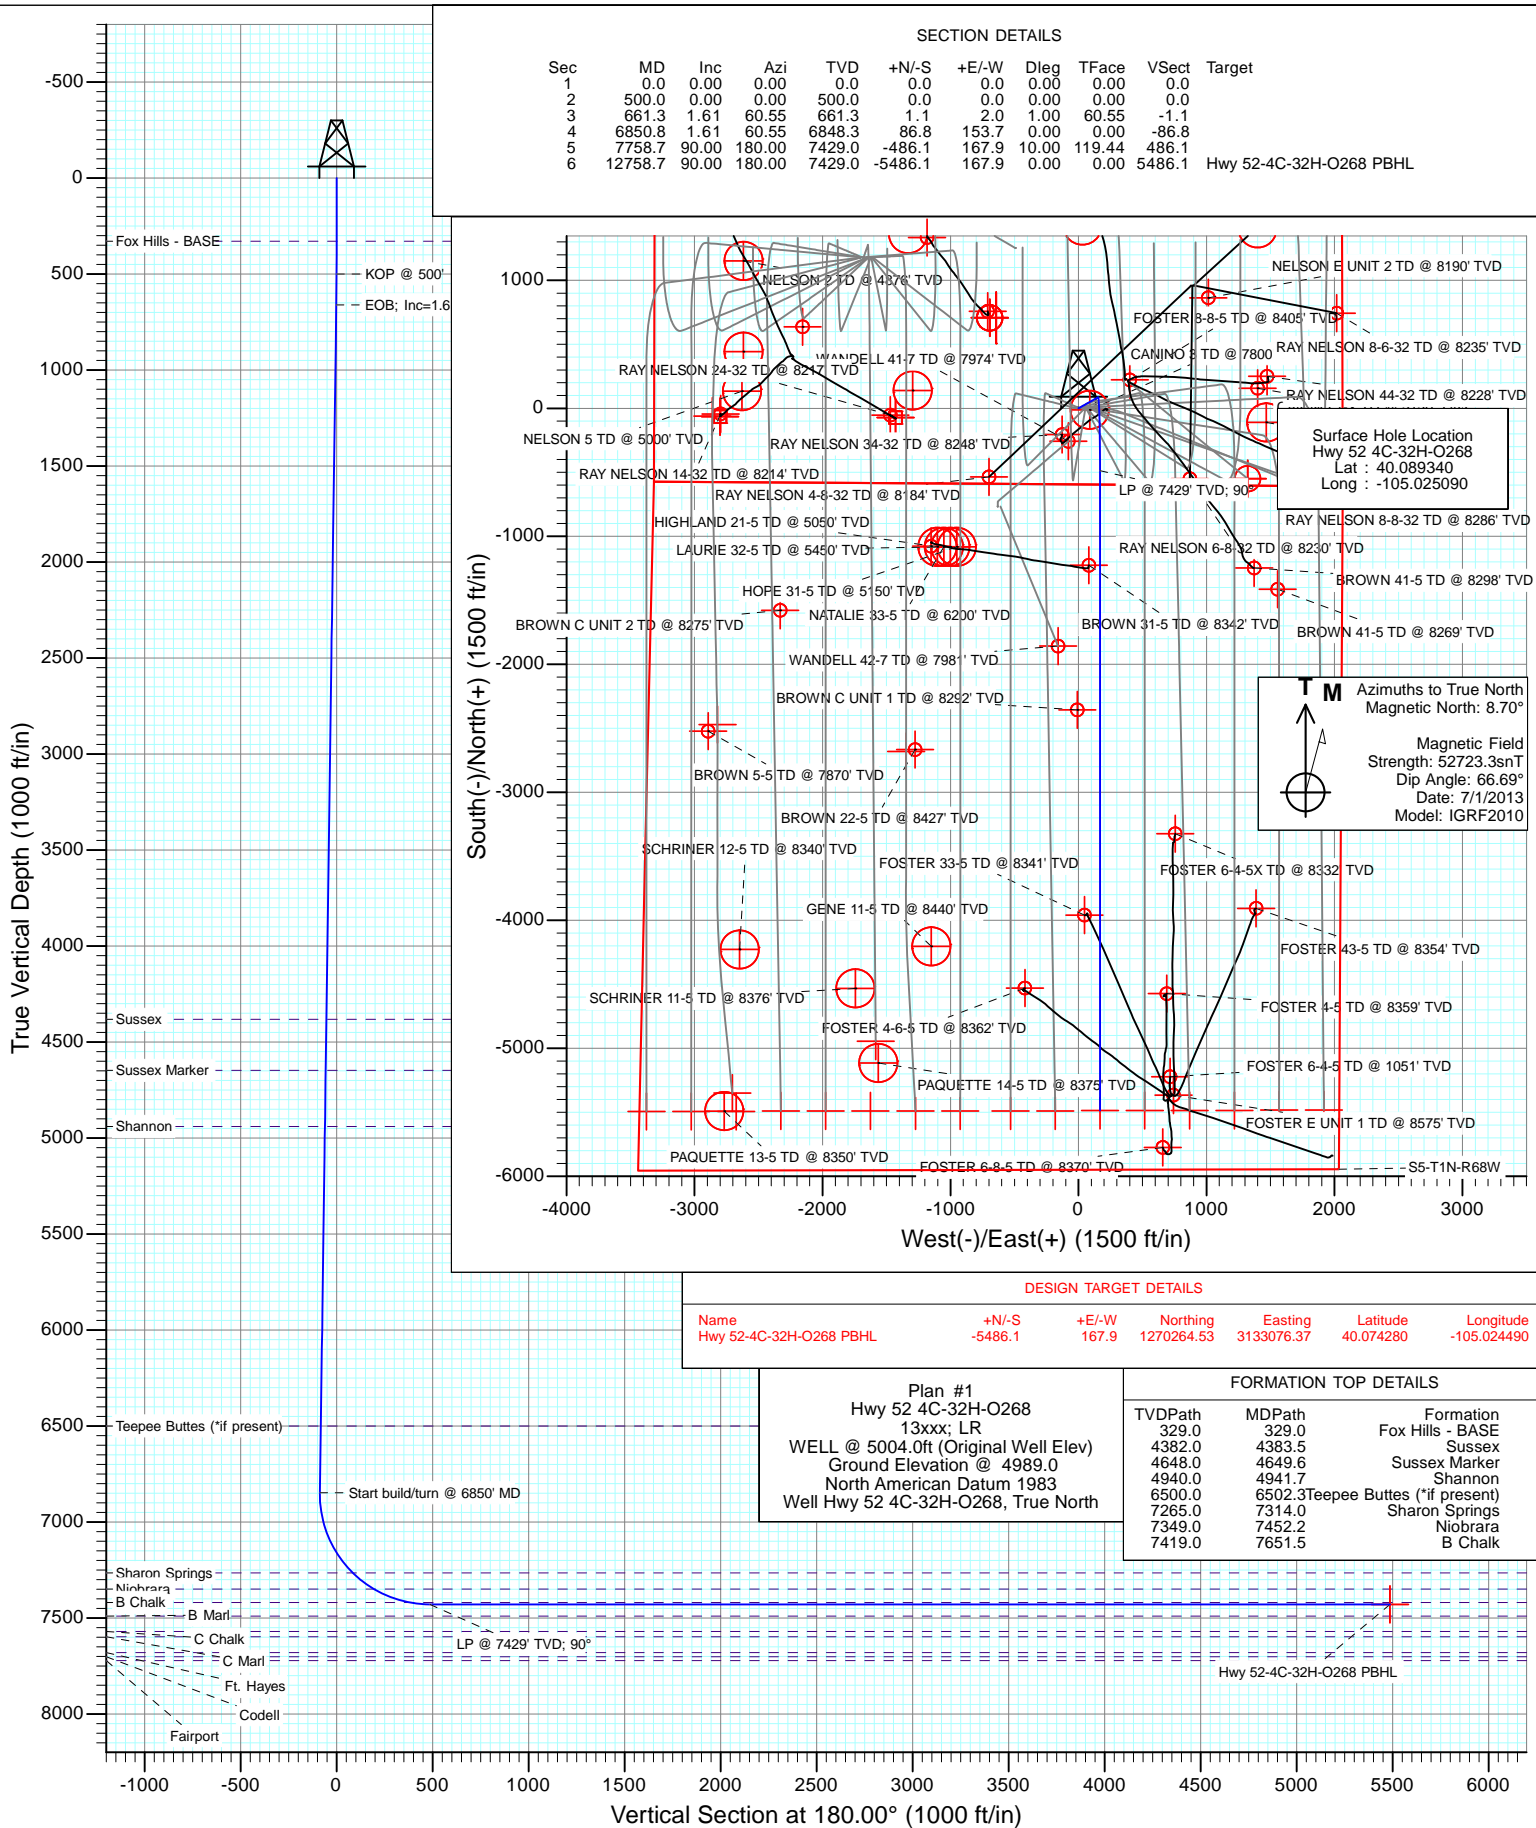 SECTION DETAILS
Sec MD Inc Azi TVD +N/-S +E/-W Dleg TFace VSect Target
1 0.0 0.00 0.00 0.0 0.0 0.0 0.00 0.00 0.0
2 500.0 0.00 0.00 500.0 0.0 0.0 0.00 0.00 0.0
3 661.3 1.61 60.55 661.3 1.1 2.0 1.00 60.55 -1.1
4 6850.8 1.61 60.55 6848.3 86.8 153.7 0.00 0.00 -86.8
5 7758.7 90.00 180.00 7429.0 -486.1 167.9 10.00 119.44 486.1
6 12758.7 90.00 180.00 7429.0 -5486.1 167.9 0.00 0.00 5486.1 Hwy 52-4C-32H-O268 PBHL
True Vertical Depth (1000 ft/in)
-500
0
500
1000
1500
2000
2500
3000
3500
4000
4500
5000
5500
6000
6500
7000
7500
8000
Fox Hills - BASE
KOP @ 500'
EOB; Inc=1.6
Sussex
Sussex Marker
Shannon
Teepee Buttes (*if present)
Start build/turn @ 6850' MD
Sharon Springs
Niobrara
B Chalk
B Marl
C Chalk
C Marl
Ft. Hayes
Codell
Fairport
LP @ 7429' TVD; 90°
Hwy 52-4C-32H-O268 PBHL
-1000 -500 0 500 1000 1500 2000 2500 3000 3500 4000 4500 5000 5500 6000
Vertical Section at 180.00° (1000 ft/in)
South(-)/North(+) (1500 ft/in)
1000
0
-1000
-2000
-3000
-4000
-5000
-6000
-4000 -3000 -2000 -1000 0 1000 2000 3000
West(-)/East(+) (1500 ft/in)
NELSON E UNIT 2 TD @ 8190' TVD
NELSON 2 TD @ 4376' TVD
FOSTER 8-8-5 TD @ 8405' TVD
RAY NELSON 8-6-32 TD @ 8235' TVD
WANDELL 41-7 TD @ 7974' TVD
CANINO 3 TD @ 7800
RAY NELSON 24-32 TD @ 8217' TVD
RAY NELSON 44-32 TD @ 8228' TVD
NELSON 5 TD @ 5000' TVD
RAY NELSON 34-32 TD @ 8248' TVD
RAY NELSON 14-32 TD @ 8214' TVD
RAY NELSON 4-8-32 TD @ 8184' TVD
LP @ 7429' TVD; 90°
Surface Hole Location
Hwy 52 4C-32H-O268
Lat : 40.089340
Long : -105.025090
HIGHLAND 21-5 TD @ 5050' TVD
RAY NELSON 8-8-32 TD @ 8286' TVD
LAURIE 32-5 TD @ 5450' TVD
RAY NELSON 6-8-32 TD @ 8230' TVD
BROWN 41-5 TD @ 8298' TVD
HOPE 31-5 TD @ 5150' TVD
NATALIE 33-5 TD @ 6200' TVD
BROWN C UNIT 2 TD @ 8275' TVD
BROWN 31-5 TD @ 8342' TVD
BROWN 41-5 TD @ 8269' TVD
WANDELL 42-7 TD @ 7981' TVD
BROWN C UNIT 1 TD @ 8292' TVD
BROWN 5-5 TD @ 7870' TVD
BROWN 22-5 TD @ 8427' TVD
SCHRINER 12-5 TD @ 8340' TVD
FOSTER 33-5 TD @ 8341' TVD
FOSTER 6-4-5X TD @ 8332' TVD
GENE 11-5 TD @ 8440' TVD
FOSTER 43-5 TD @ 8354' TVD
SCHRINER 11-5 TD @ 8376' TVD
FOSTER 4-5 TD @ 8359' TVD
FOSTER 4-6-5 TD @ 8362' TVD
FOSTER 6-4-5 TD @ 1051' TVD
PAQUETTE 14-5 TD @ 8375' TVD
FOSTER E UNIT 1 TD @ 8575' TVD
PAQUETTE 13-5 TD @ 8350' TVD
FOSTER 6-8-5 TD @ 8370' TVD
S5-T1N-R68W
T M
Azimuths to True North
Magnetic North: 8.70°
Magnetic Field
Strength: 52723.3snT
Dip Angle: 66.69°
Date: 7/1/2013
Model: IGRF2010
DESIGN TARGET DETAILS
Name +N/-S +E/-W Northing Easting Latitude Longitude
Hwy 52-4C-32H-O268 PBHL -5486.1 167.9 1270264.53 3133076.37 40.074280 -105.024490
Plan #1
Hwy 52 4C-32H-O268
13xxx; LR
WELL @ 5004.0ft (Original Well Elev)
Ground Elevation @ 4989.0
North American Datum 1983
Well Hwy 52 4C-32H-O268, True North
FORMATION TOP DETAILS
TVDPath MDPath Formation
329.0 329.0 Fox Hills - BASE
4382.0 4383.5 Sussex
4648.0 4649.6 Sussex Marker
4940.0 4941.7 Shannon
6500.0 6502.3 Teepee Buttes (*if present)
7265.0 7314.0 Sharon Springs
7349.0 7452.2 Niobrara
7419.0 7651.5 B Chalk